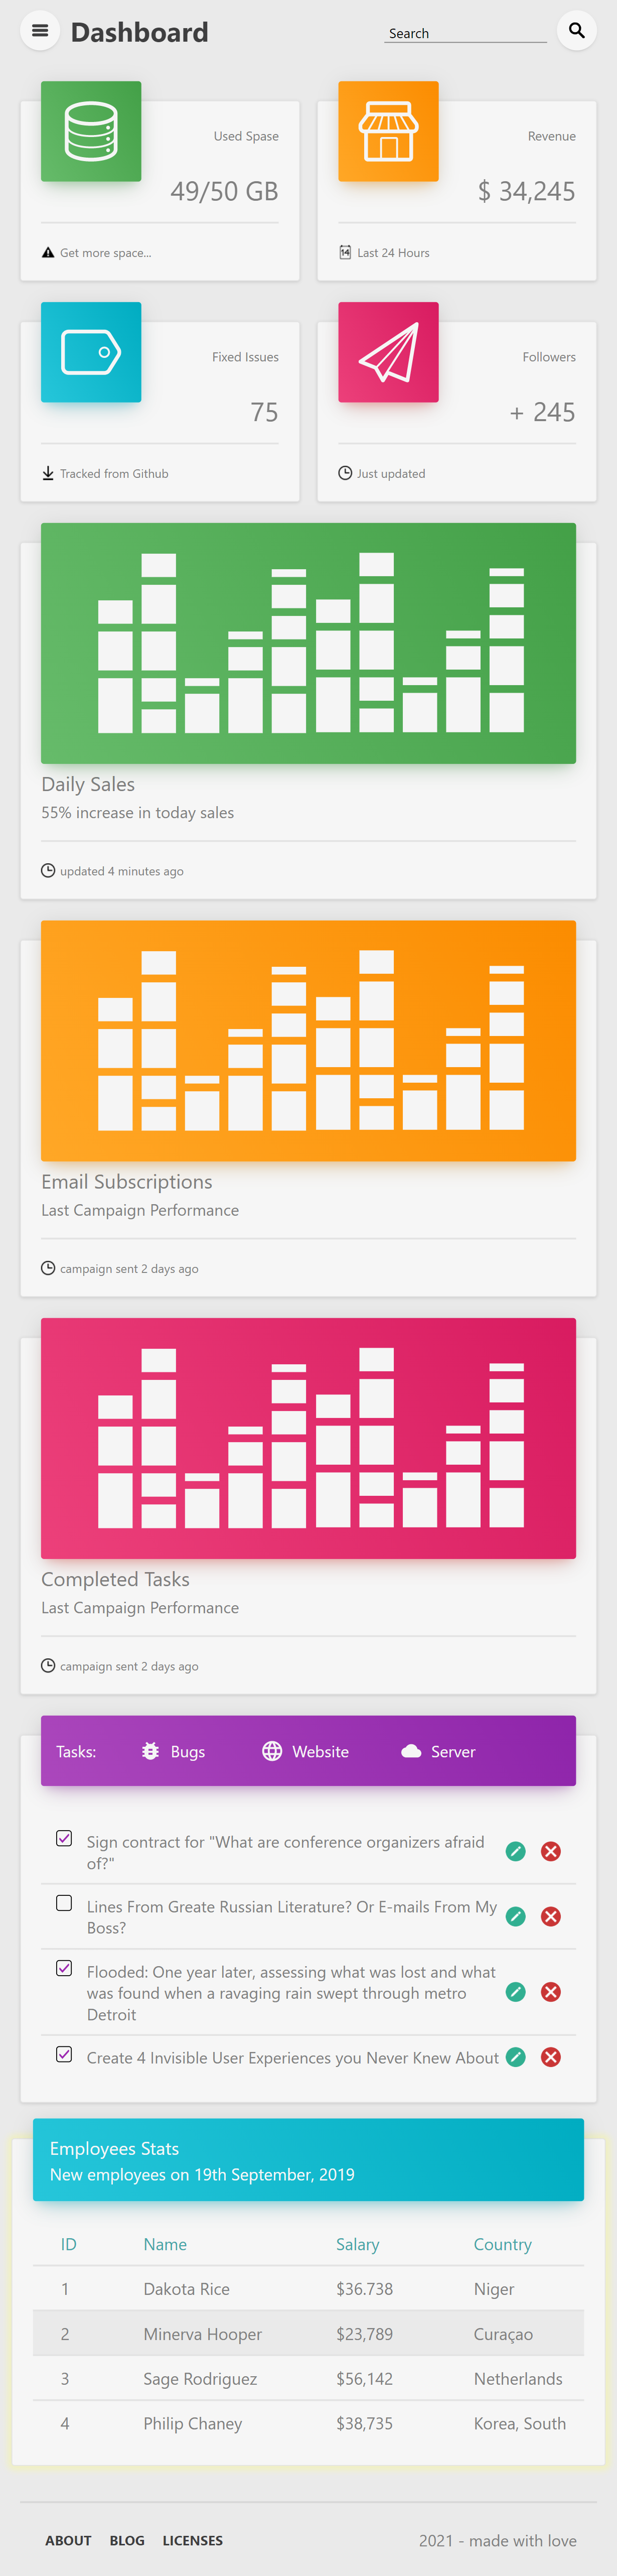 Dashboard
Search
Used Spase
49/50 GB
Get more space...
Revenue
$ 34,245
14
Last 24 Hours
Fixed Issues
75
Tracked from Github
Followers
+ 245
Just updated
Daily Sales
55% increase in today sales
updated 4 minutes ago
Email Subscriptions
Last Campaign Performance
campaign sent 2 days ago
Completed Tasks
Last Campaign Performance
campaign sent 2 days ago
Tasks: Bugs Website Server
Sign contract for "What are conference organizers afraid
of?"
Lines From Greate Russian Literature? Or E-mails From My
Boss?
Flooded: One year later, assessing what was lost and what
was found when a ravaging rain swept through metro
Detroit
Create 4 Invisible User Experiences you Never Knew About
Employees Stats
New employees on 19th September, 2019
ID Name Salary Country
1 Dakota Rice $36.738 Niger
2 Minerva Hooper $23,789 Curaçao
3 Sage Rodriguez $56,142 Netherlands
4 Philip Chaney $38,735 Korea, South
ABOUT BLOG LICENSES 2021 - made with love